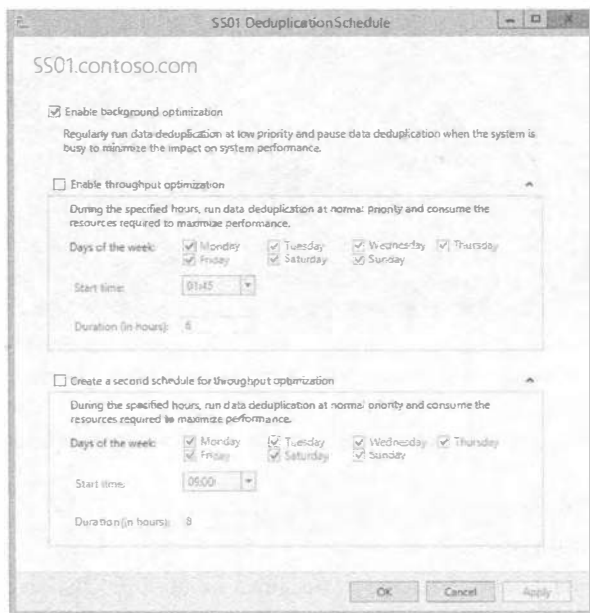 SS01 Deduplication Schedule
SS01.contoso.com
Enable background optimization
Regularly run data deduplication at low priority and pause data deduplication when the system is
busy to minimize the impact on system performance.
Enable throughput optimization
During the specified hours, run data deduplication at normal priority and consume the
resources required to maximize performance.
Days of the week: Monday Tuesday Wednesday Thursday
Friday Saturday Sunday
Start time: 01:45
Duration (in hours): 6
Create a second schedule for throughput optimization
During the specified hours, run data deduplication at normal priority and consume the
resources required to maximize performance.
Days of the week: Monday Tuesday Wednesday Thursday
Friday Saturday Sunday
Start time: 09:00
Duration (in hours): 8
OK Cancel Apply